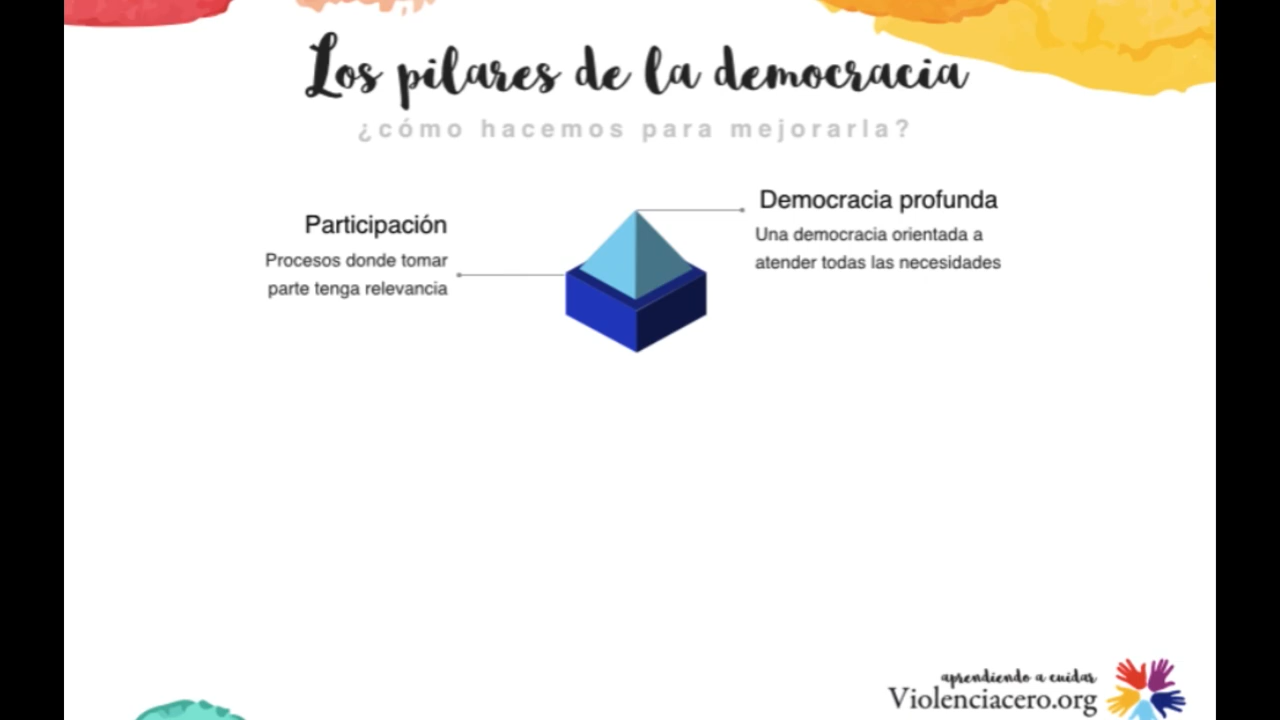 Los pilares de la democracia
¿cómo hacemos para mejorarla?
Participación
Procesos donde tomar
parte tenga relevancia
Democracia profunda
Una democracia orientada a
atender todas las necesidades
aprendiendo a cuidar
Violenciacero.org